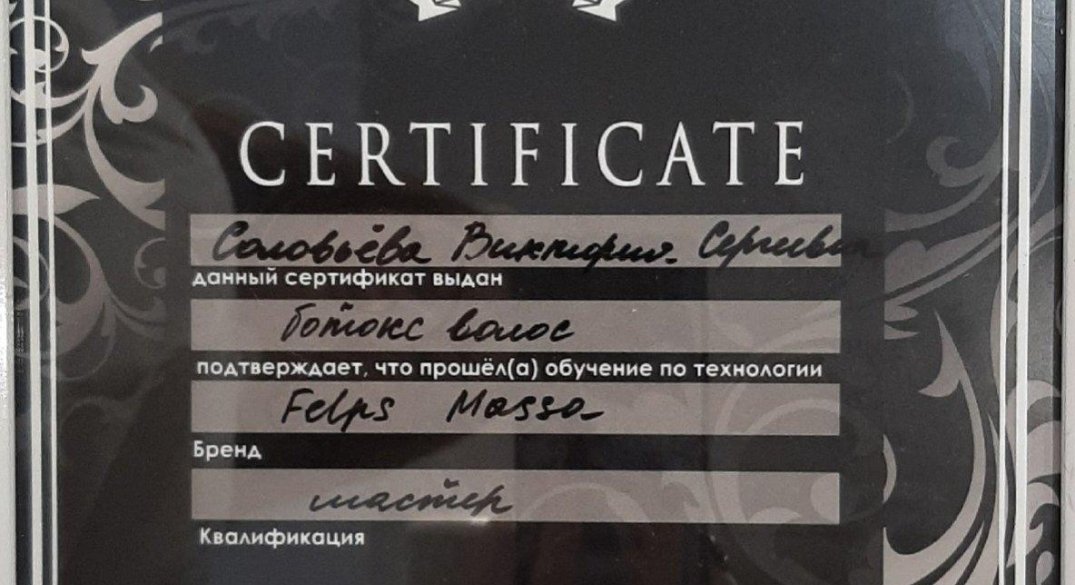 CERTIFICATE
Соловьёва Виктория Сергеевна
данный сертификат выдан
ботокс волос
подтверждает, что прошёл(а) обучение по технологии
Felps Massa
Бренд
мастер
Квалификация